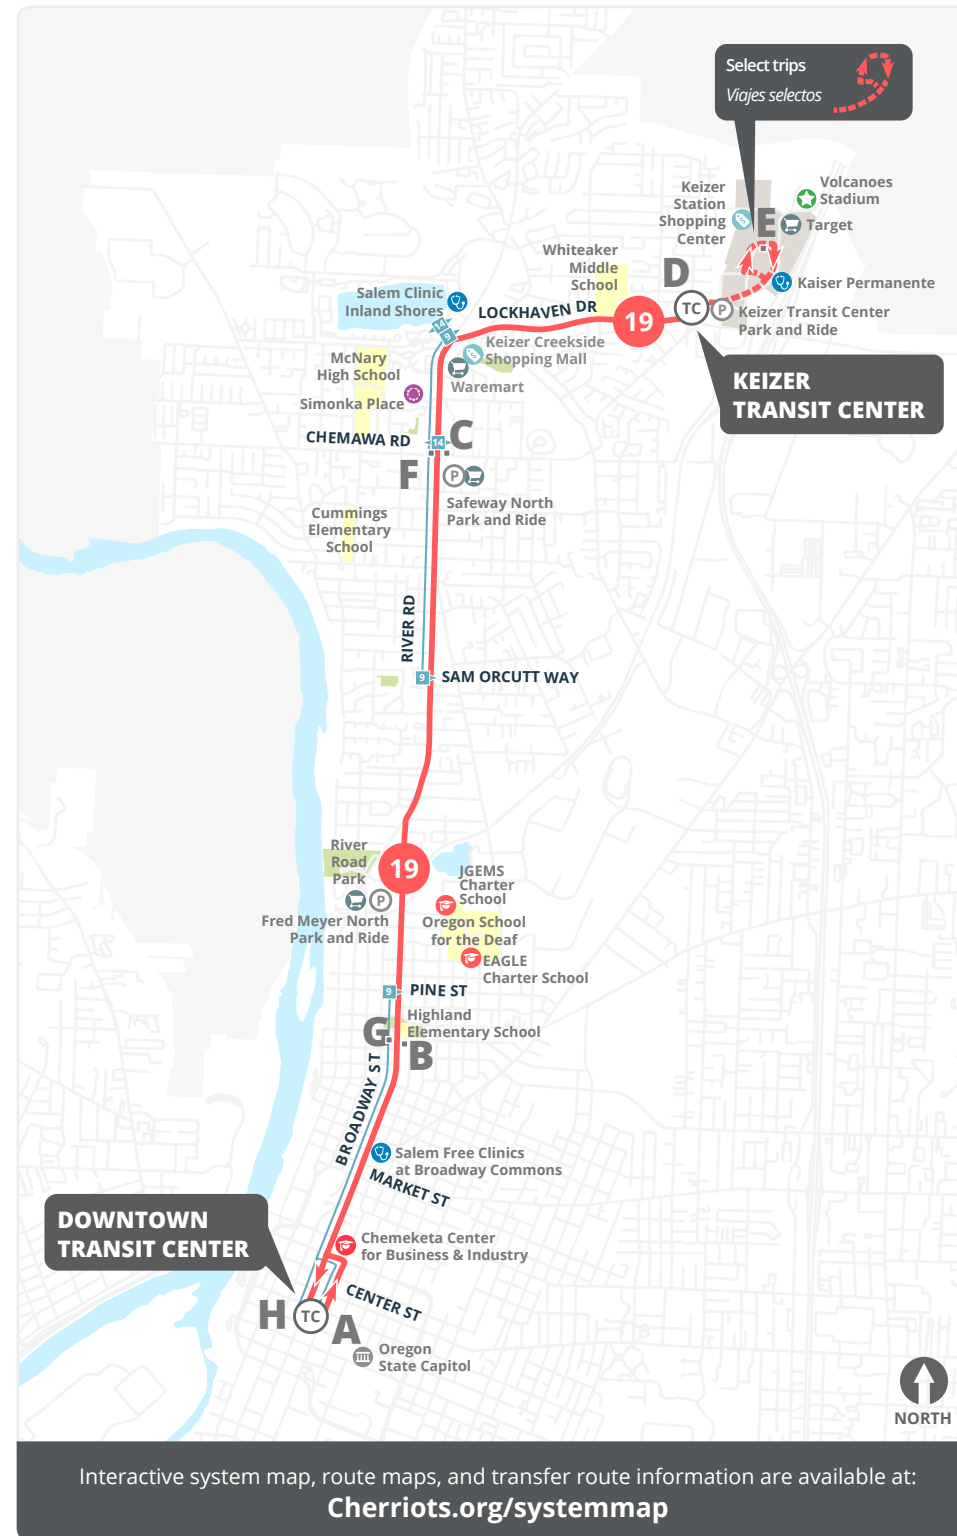 Select trips
Viajes selectos
Volcanoes
Stadium
Keizer
Station
Shopping
Center
E
Target
Whiteaker
Middle
School
D
Kaiser Permanente
Salem Clinic
Inland Shores
LOCKHAVEN DR
19
TC
P
Keizer Transit Center
Park and Ride
14
9
Keizer Creekside
Shopping Mall
McNary
High School
Waremart
KEIZER
TRANSIT CENTER
Simonka Place
CHEMAWA RD
14
C
F
P
Safeway North
Park and Ride
Cummings
Elementary
School
RIVER RD
9
SAM ORCUTT WAY
River
Road
Park
19
JGEMS
Charter
School
P
Fred Meyer North
Park and Ride
Oregon School
for the Deaf
EAGLE
Charter School
9
PINE ST
Highland
Elementary School
G
B
BROADWAY ST
Salem Free Clinics
at Broadway Commons
MARKET ST
DOWNTOWN
TRANSIT CENTER
Chemeketa Center
for Business & Industry
CENTER ST
H
TC
A
Oregon
State Capitol
NORTH
Interactive system map, route maps, and transfer route information are available at:
Cherriots.org/systemmap